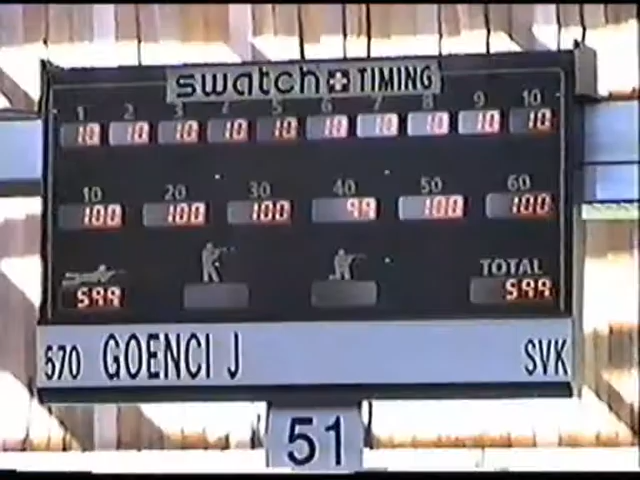 swatch TIMING
1 2 3 4 5 6 7 8 9 10
10 10 10 10 10 10 10 10 10 10
10 20 30 40 50 60
100 100 100 99 100 100
TOTAL
599 599
570 GOENCI J SVK
51